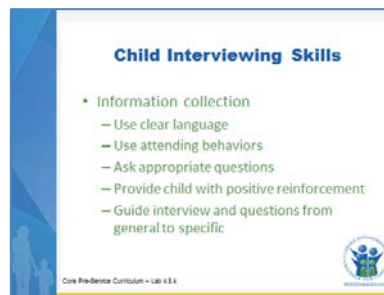 Child Interviewing Skills
• Information collection
– Use clear language
– Use attending behaviors
– Ask appropriate questions
– Provide child with positive reinforcement
– Guide interview and questions from
general to specific
Core Pre-Service Curriculum – Lab 4.5.4